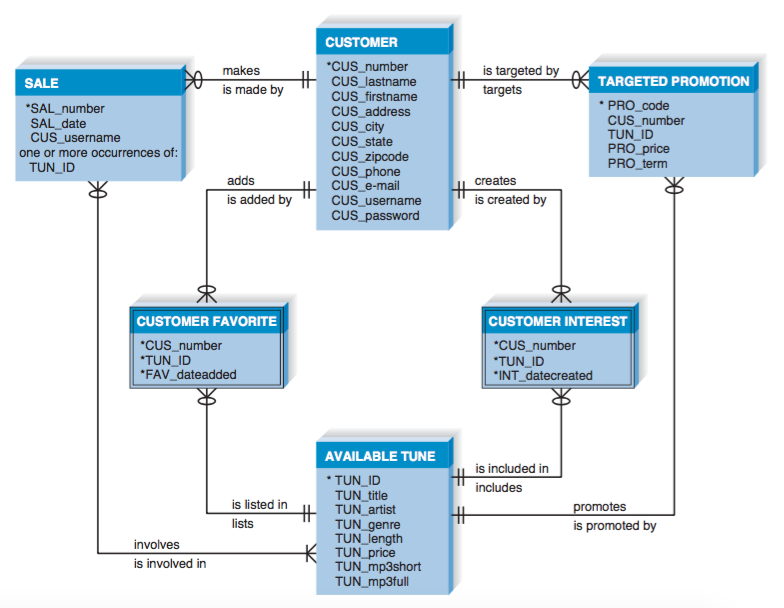 CUSTOMER
*CUS_number
CUS_lastname
CUS_firstname
CUS_address
CUS_city
CUS_state
CUS_zipcode
CUS_phone
CUS_e-mail
CUS_username
CUS_password
SALE
*SAL_number
SAL_date
CUS_username
one or more occurrences of:
TUN_ID
makes
is made by
is targeted by
targets
TARGETED PROMOTION
* PRO_code
CUS_number
TUN_ID
PRO_price
PRO_term
adds
is added by
creates
is created by
CUSTOMER FAVORITE
*CUS_number
*TUN_ID
*FAV_dateadded
CUSTOMER INTEREST
*CUS_number
*TUN_ID
*INT_datecreated
AVAILABLE TUNE
* TUN_ID
TUN_title
TUN_artist
TUN_genre
TUN_length
TUN_price
TUN_mp3short
TUN_mp3full
is listed in
lists
is included in
includes
promotes
is promoted by
involves
is involved in